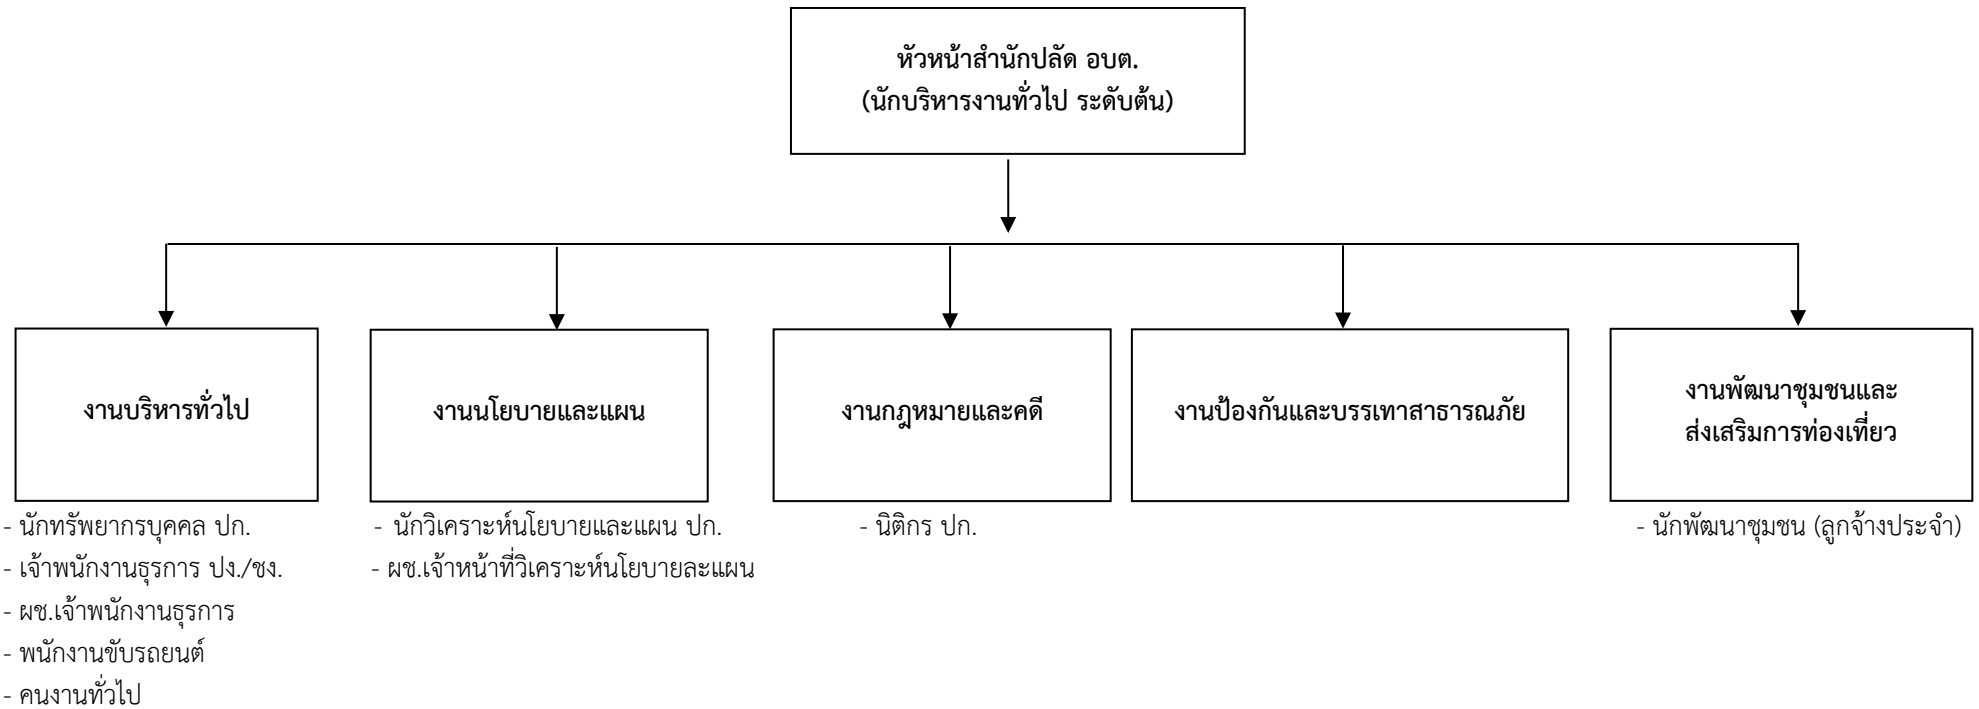 หัวหน้าสำนักปลัด อบต.
(นักบริหารงานทั่วไป ระดับต้น)
งานบริหารทั่วไป
งานนโยบายและแผน
งานกฎหมายและคดี
งานป้องกันและบรรเทาสาธารณภัย
งานพัฒนาชุมชนและ
ส่งเสริมการท่องเที่ยว
- นักทรัพยากรบุคคล ปก.
- เจ้าพนักงานธุรการ ปง./ชง.
- ผช.เจ้าพนักงานธุรการ
- พนักงานขับรถยนต์
- คนงานทั่วไป
- นักวิเคราะห์นโยบายและแผน ปก.
- ผช.เจ้าหน้าที่วิเคราะห์นโยบายละแผน
- นิติกร ปก.
- นักพัฒนาชุมชน (ลูกจ้างประจำ)